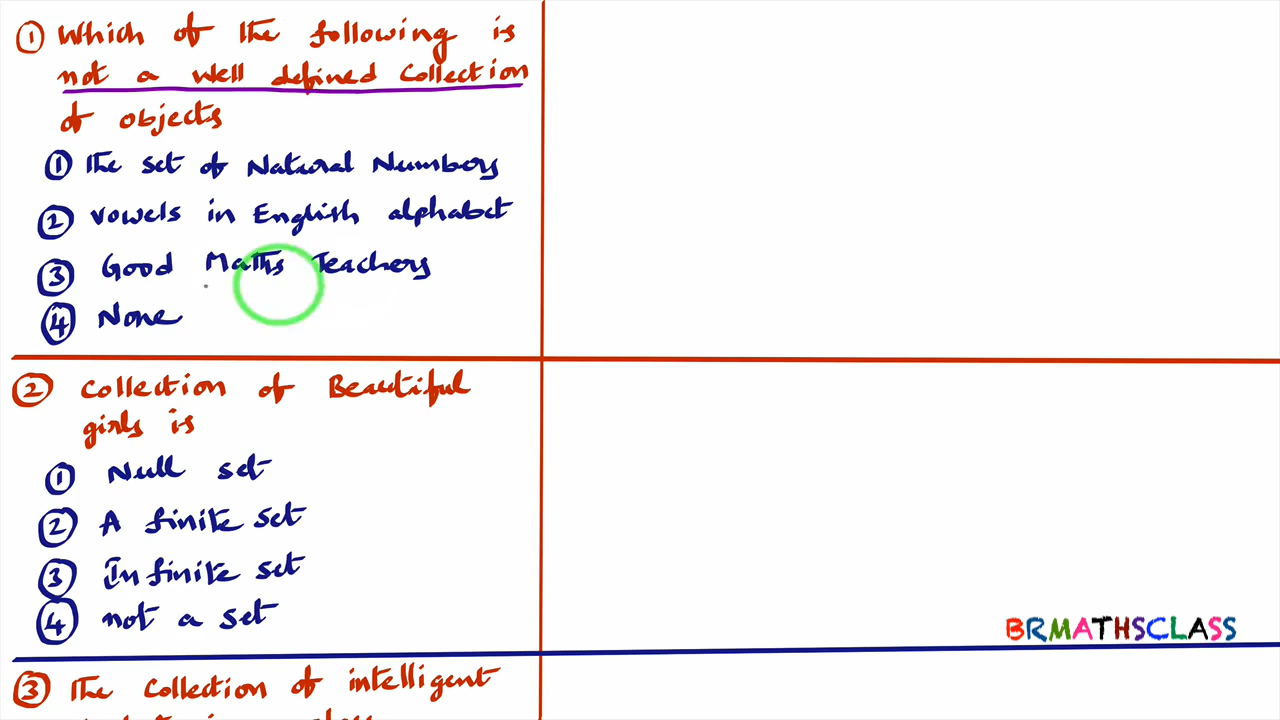 ① Which of the following is
not a well defined Collection
of objects
① The set of Natural Numbers
② vowels in English alphabet
③ Good Maths Teachers
④ None
② Collection of Beautiful
girls is
① Null set
② A finite set
③ Infinite set
④ not a set
BRMATHSCLASS
③ The Collection of intelligent